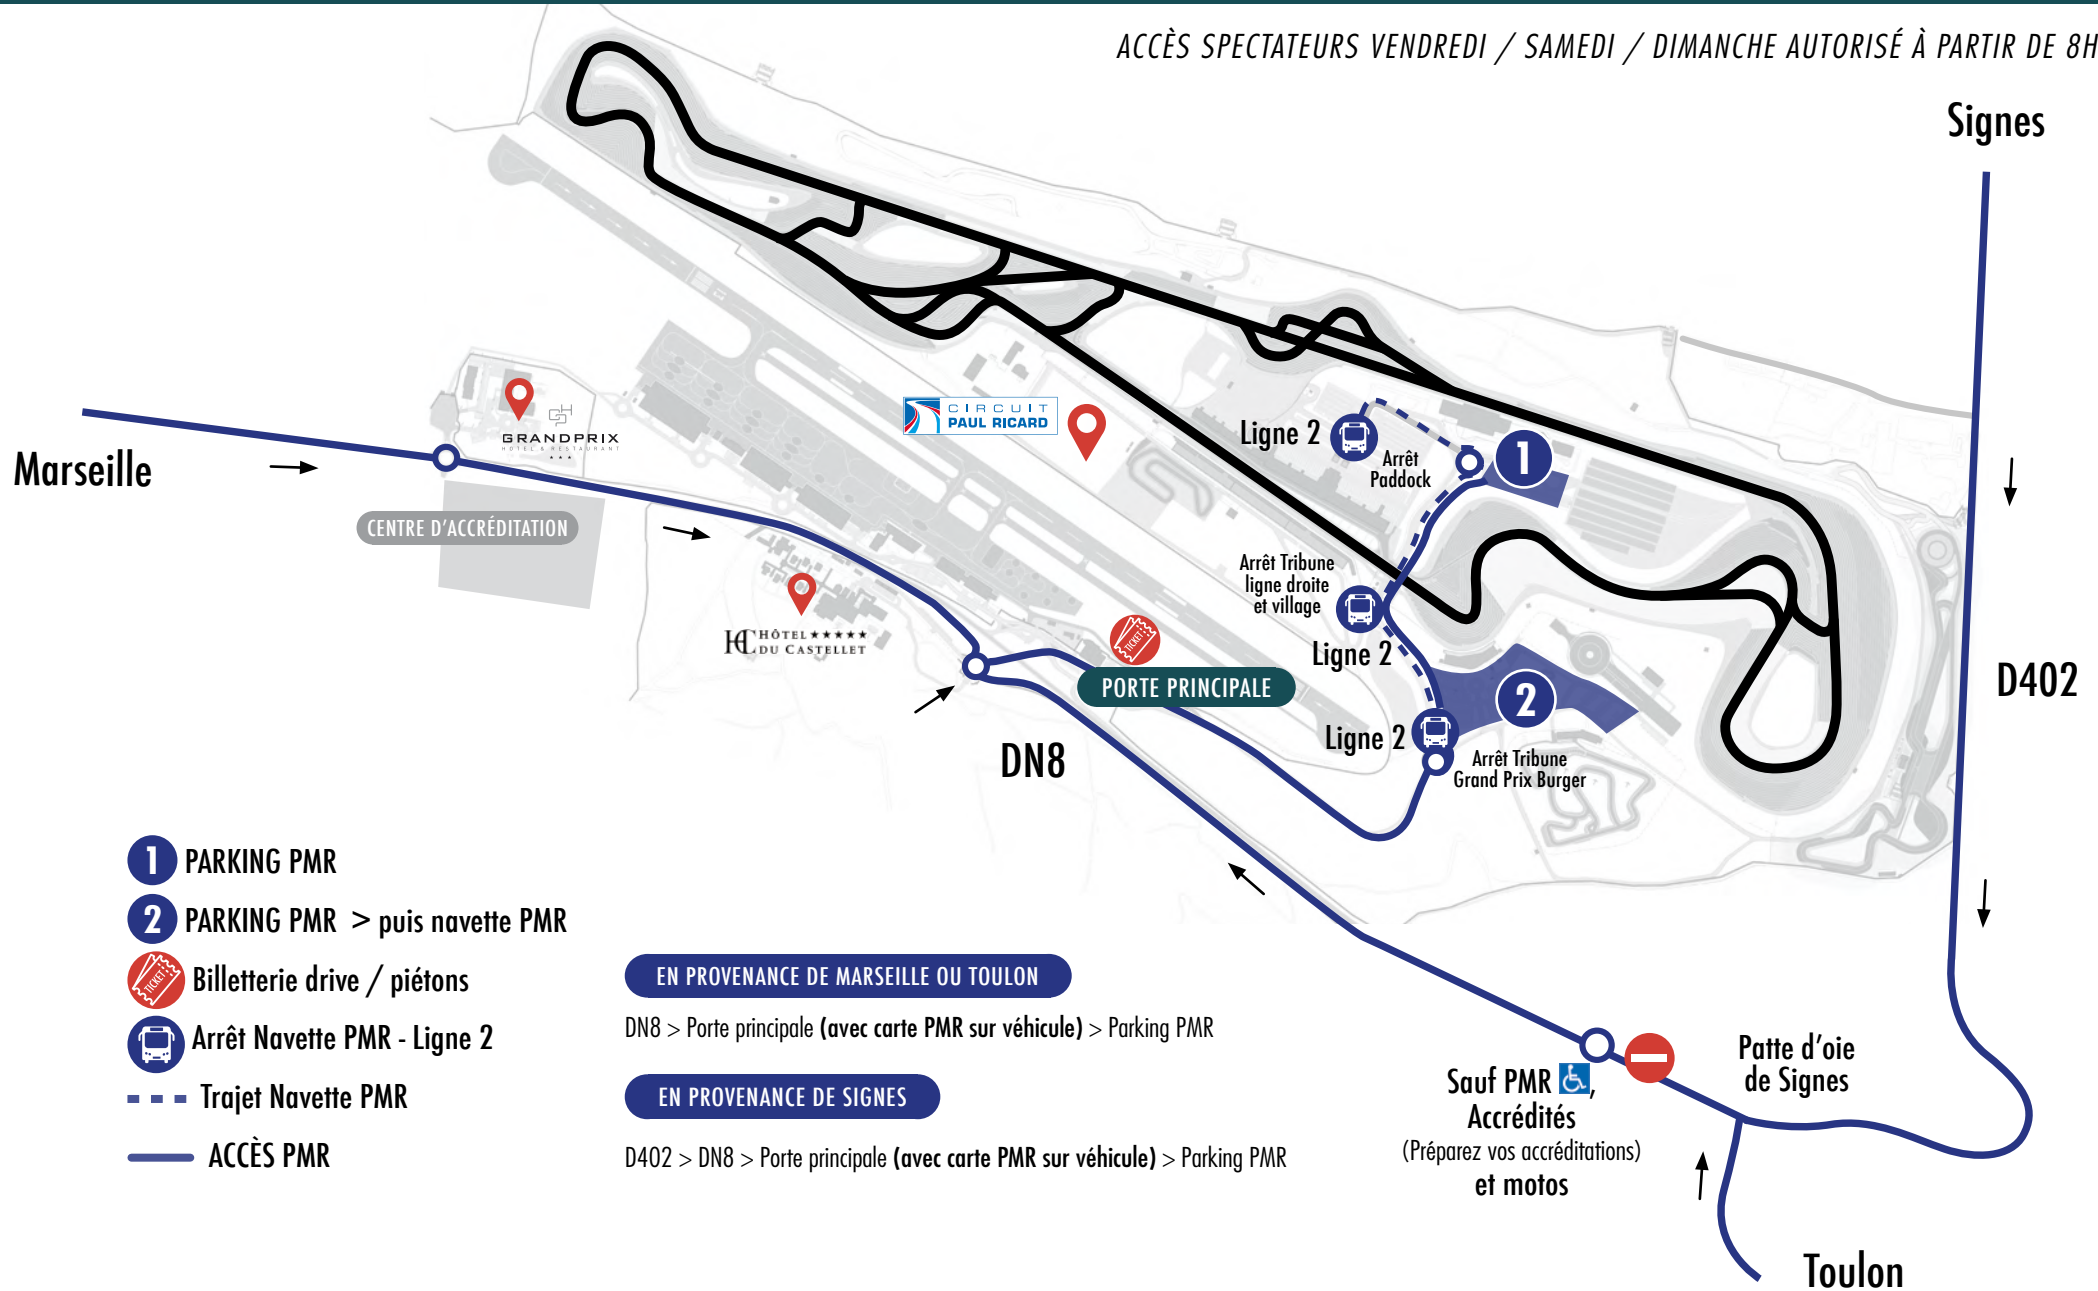 ACCÈS SPECTATEURS VENDREDI / SAMEDI / DIMANCHE AUTORISÉ À PARTIR DE 8H
Signes
Marseille
GRANDPRIX
HÔTEL & RESTAURANT
CIRCUIT
PAUL RICARD
Ligne 2
Arrêt
Paddock
1
CENTRE D'ACCRÉDITATION
HÔTEL★★★★★
DU CASTELLET
Arrêt Tribune
ligne droite
et village
Ligne 2
TICKET
PORTE PRINCIPALE
2
D402
Ligne 2
Arrêt Tribune
Grand Prix Burger
DN8
1 PARKING PMR
2 PARKING PMR > puis navette PMR
TICKET Billetterie drive / piétons
Arrêt Navette PMR - Ligne 2
Trajet Navette PMR
ACCÈS PMR
EN PROVENANCE DE MARSEILLE OU TOULON
DN8 > Porte principale (avec carte PMR sur véhicule) > Parking PMR
EN PROVENANCE DE SIGNES
D402 > DN8 > Porte principale (avec carte PMR sur véhicule) > Parking PMR
Sauf PMR ,
Accrédités
(Préparez vos accréditations)
et motos
Patte d'oie
de Signes
Toulon